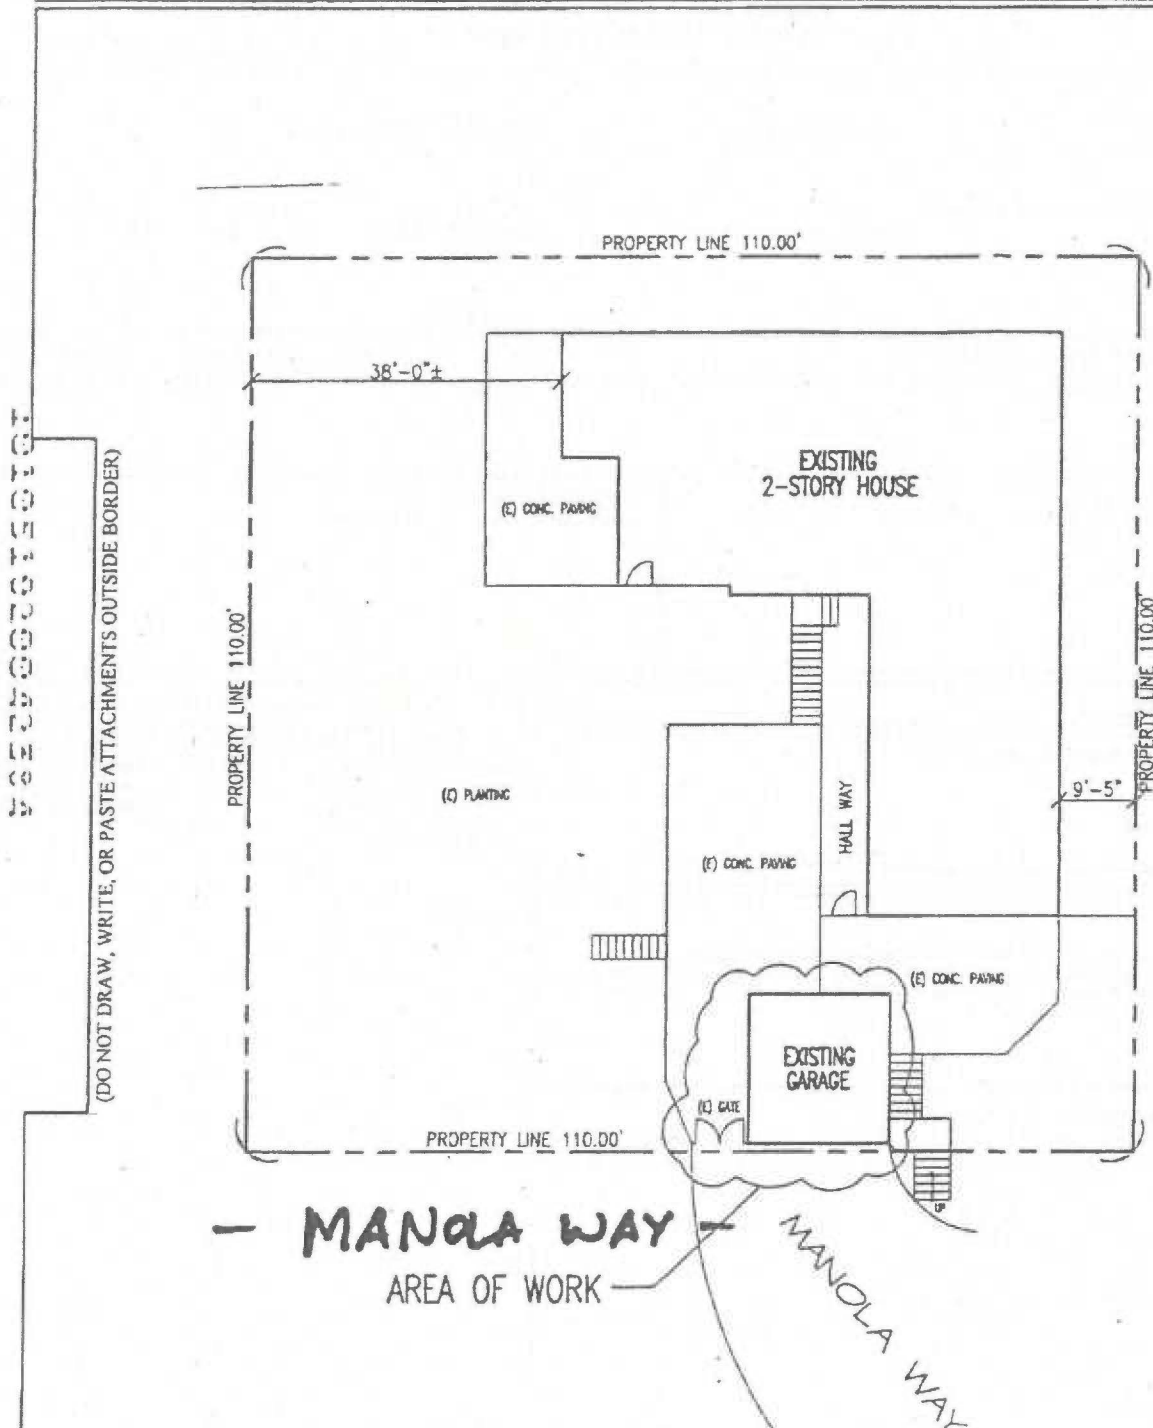 PROPERTY LINE 110.00'
38'-0"±
EXISTING
2-STORY HOUSE
(E) CONC. PAVING
(DO NOT DRAW, WRITE, OR PASTE ATTACHMENTS OUTSIDE BORDER)
PROPERTY LINE 110.00'
PROPERTY LINE 110.00'
(E) PLANTING
HALL WAY
9'-5"
(E) CONC. PAVING
(E) CONC. PAVING
EXISTING
GARAGE
(E) GATE
PROPERTY LINE 110.00'
UP
- MANOLA WAY -
AREA OF WORK
MANOLA WAY